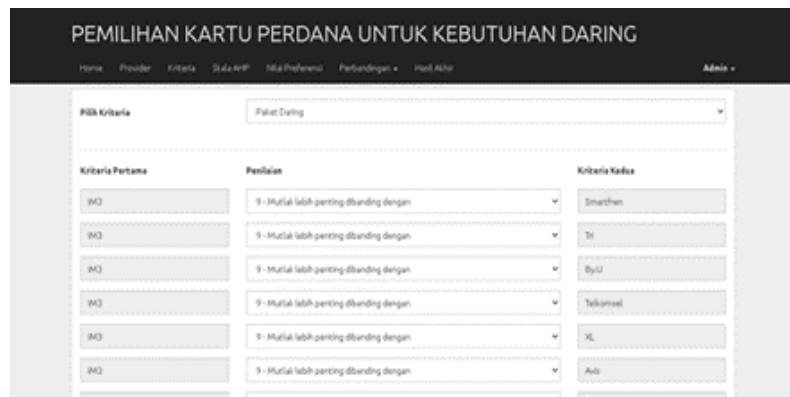 PEMILIHAN KARTU PERDANA UNTUK KEBUTUHAN DARING
Home Provider Kriteria Skala AHP Nilai Preferensi Perbandingan Hasil Akhir Admin
Pilih Kriteria Paket Daring
Kriteria Pertama Penilaian Kriteria Kadua
IM3 9 - Mutlak lebih penting dibanding dengan Smartfren
IM3 9 - Mutlak lebih penting dibanding dengan Tri
IM3 9 - Mutlak lebih penting dibanding dengan By.U
IM3 9 - Mutlak lebih penting dibanding dengan Telkomsel
IM3 9 - Mutlak lebih penting dibanding dengan XL
IM3 9 - Mutlak lebih penting dibanding dengan Axis